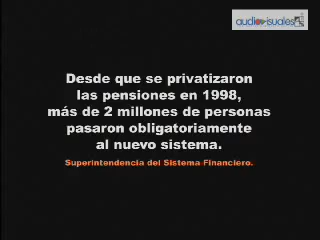 audiovisuales
Desde que se privatizaron
las pensiones en 1998,
más de 2 millones de personas
pasaron obligatoriamente
al nuevo sistema.
Superintendencia del Sistema Financiero.